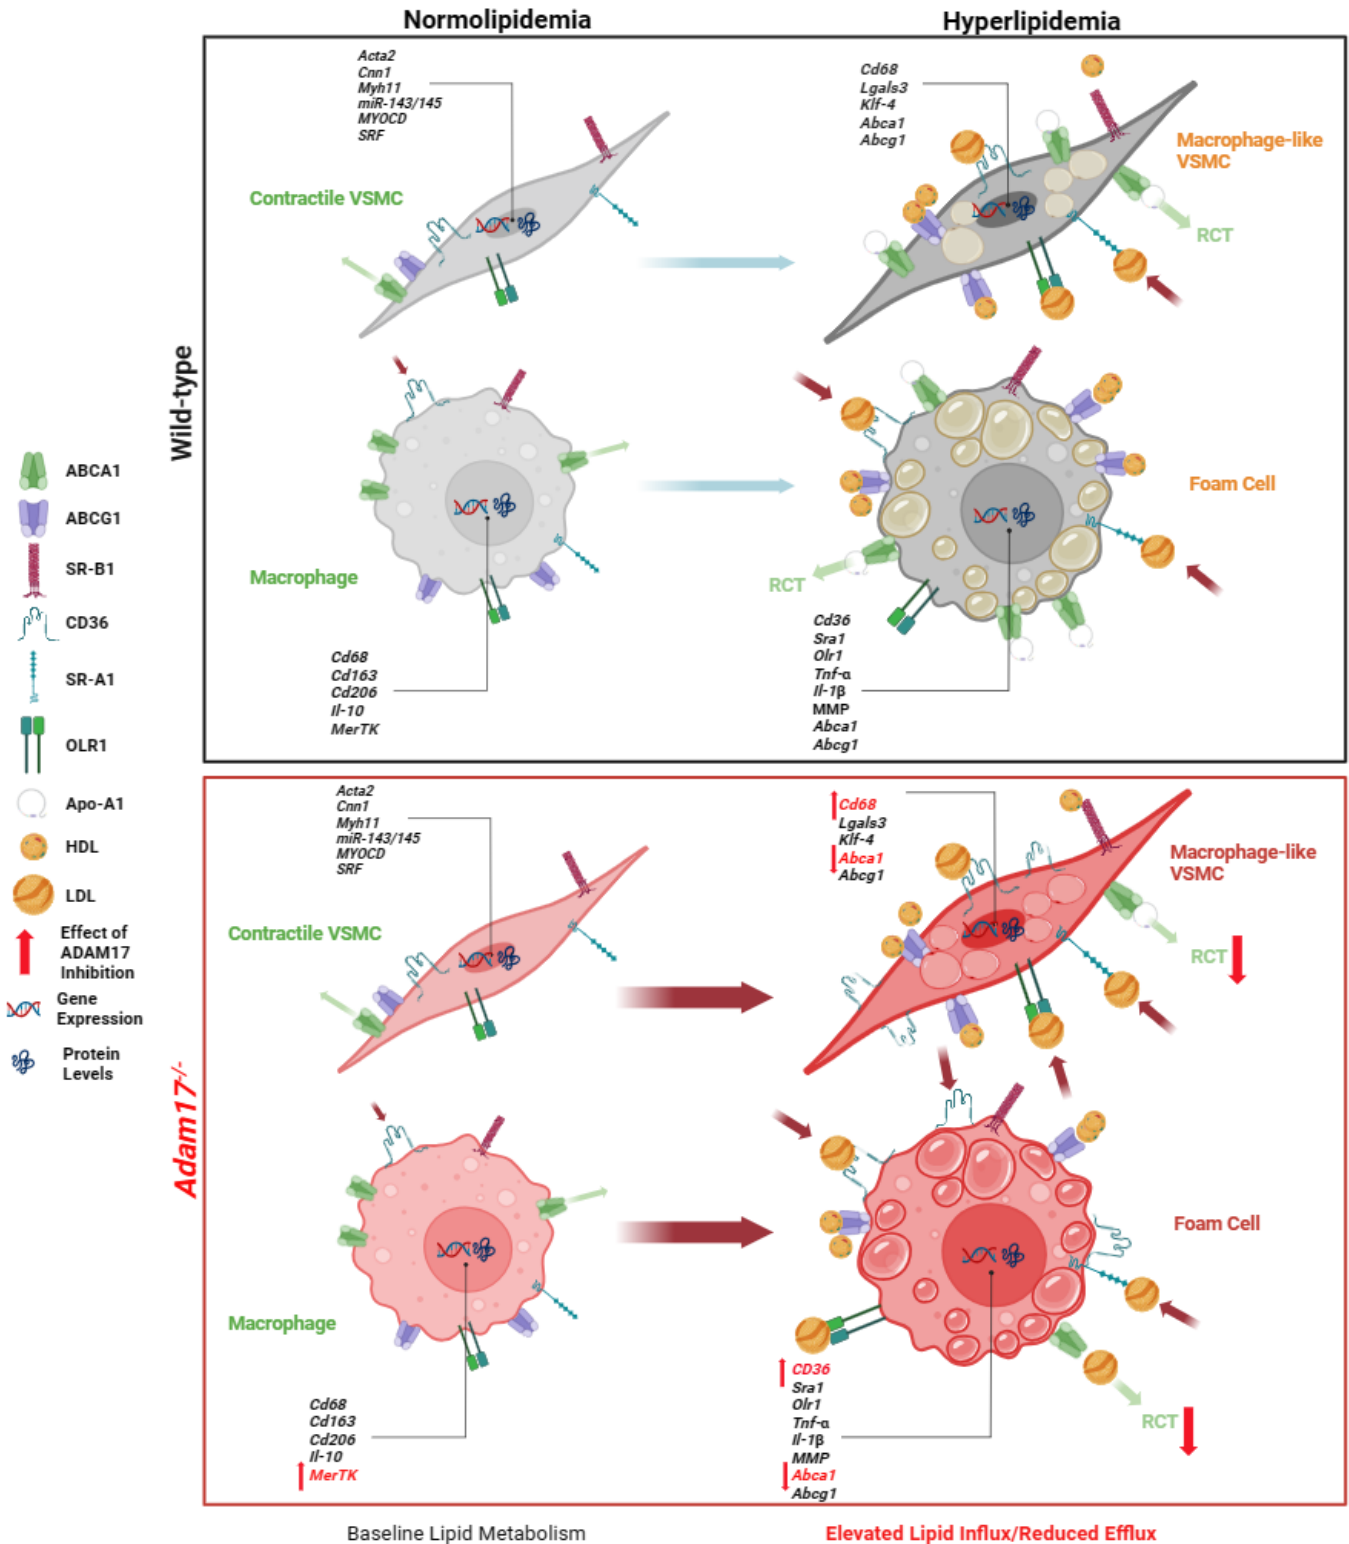 Normolipidemia
Hyperlipidemia
Wild-type
Acta2
Cnn1
Myh11
miR-143/145
MYOCD
SRF
Contractile VSMC
Cd68
Lgals3
Klf-4
Abca1
Abcg1
Macrophage-like
VSMC
RCT
Macrophage
Cd68
Cd163
Cd206
Il-10
MerTK
Foam Cell
RCT
Cd36
Sra1
Olr1
Tnf-α
Il-1β
MMP
Abca1
Abcg1
ABCA1
ABCG1
SR-B1
CD36
SR-A1
OLR1
Apo-A1
HDL
LDL
Effect of
ADAM17
Inhibition
Gene
Expression
Protein
Levels
Adam17-/-
Acta2
Cnn1
Myh11
miR-143/145
MYOCD
SRF
Contractile VSMC
Cd68
Lgals3
Klf-4
Abca1
Abcg1
Macrophage-like
VSMC
RCT
Macrophage
Cd68
Cd163
Cd206
Il-10
MerTK
Foam Cell
RCT
CD36
Sra1
Olr1
Tnf-α
Il-1β
MMP
Abca1
Abcg1
Baseline Lipid Metabolism
Elevated Lipid Influx/Reduced Efflux